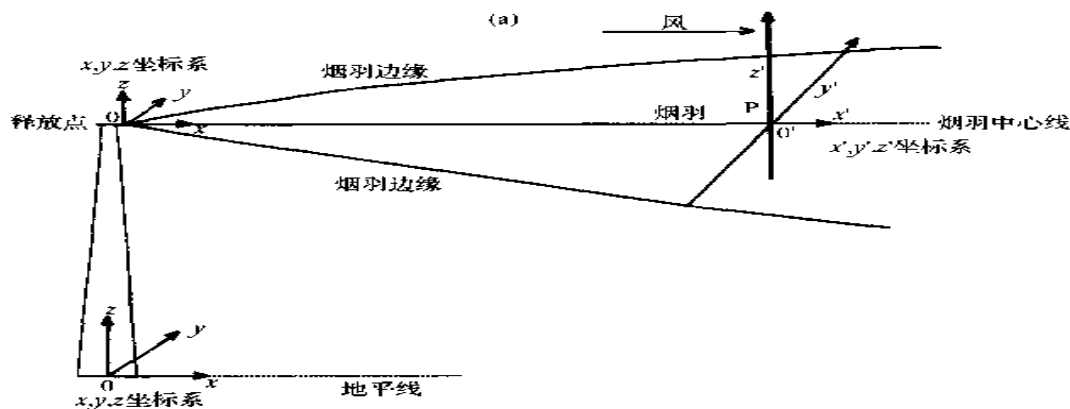 (a)
风
x,y,z坐标系
z
O
y
x
释放点
烟羽边缘
烟羽
烟羽边缘
z'
y'
P
x'
O'
烟羽中心线
x',y',z'坐标系
z
y
O
x
地平线
x,y,z坐标系